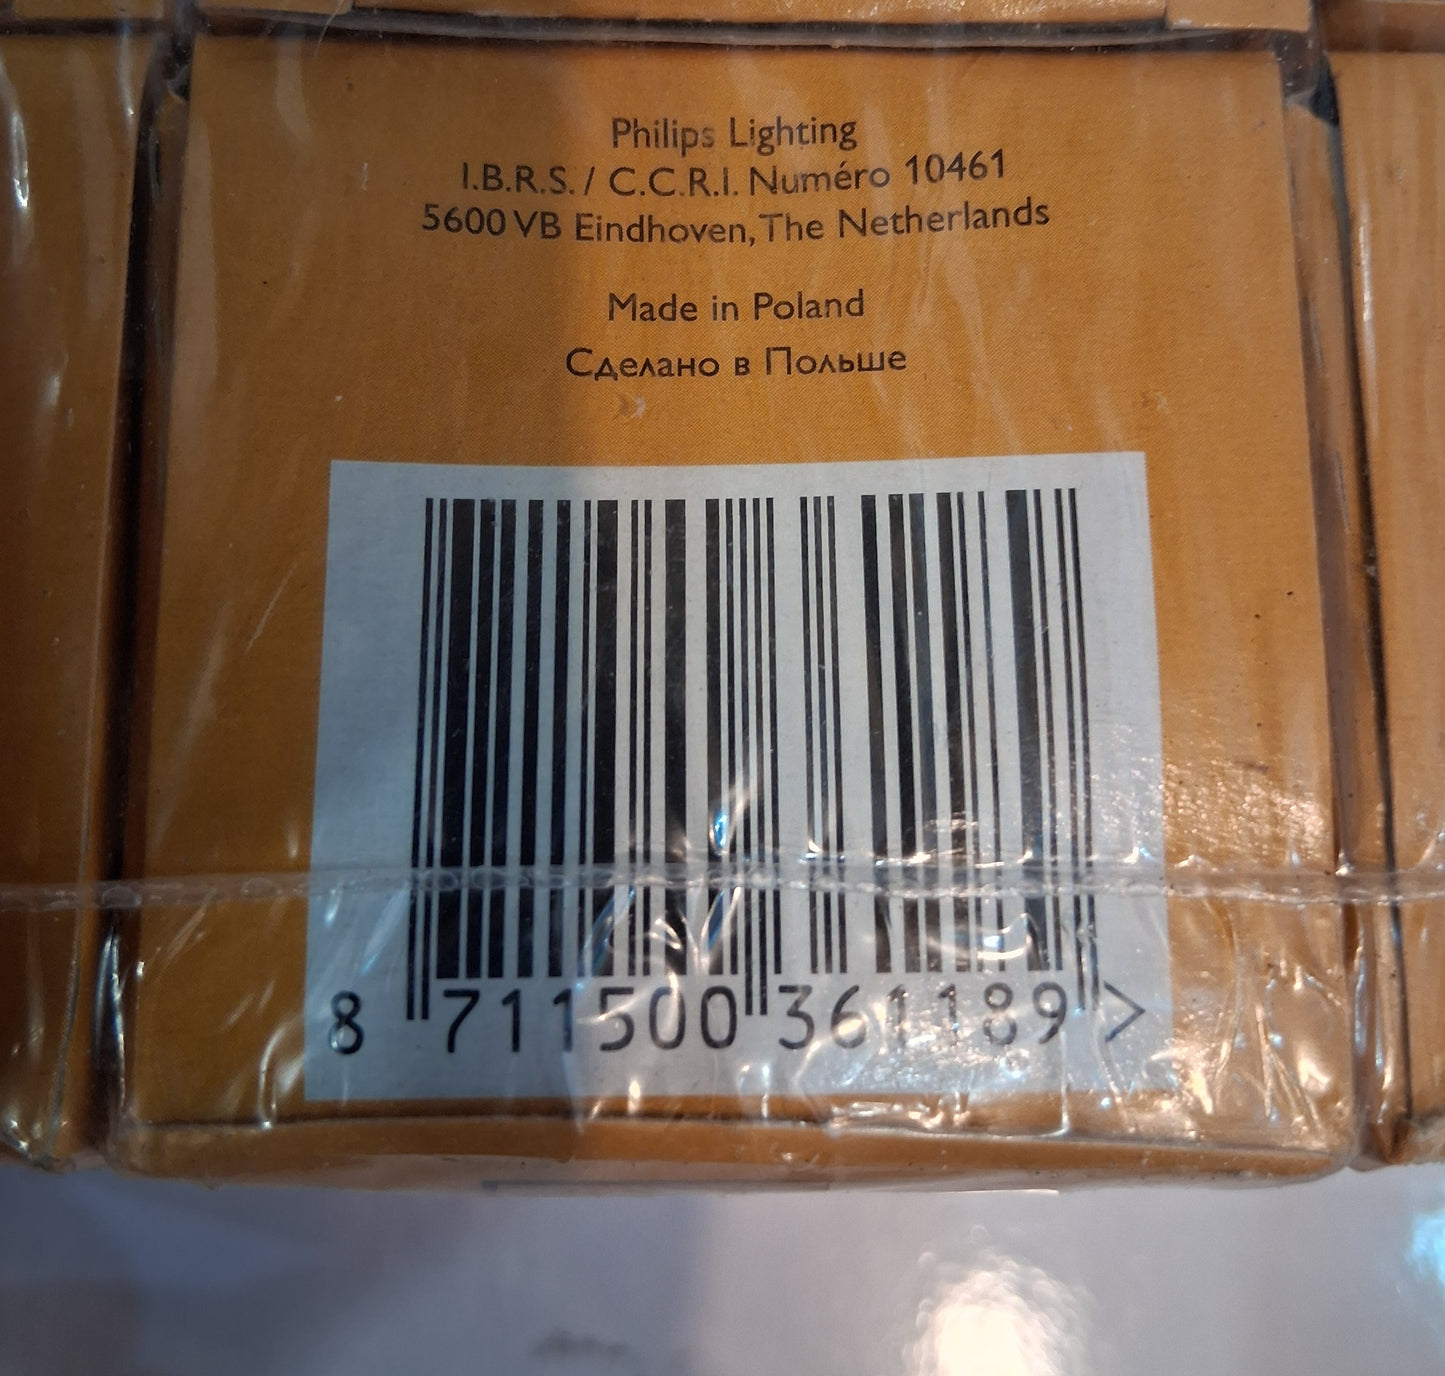 Philips Lighting
I.B.R.S. / C.C.R.I. Numéro 10461
5600 VB Eindhoven, The Netherlands
Made in Poland
Сделано в Польше
8 711500 361189 >